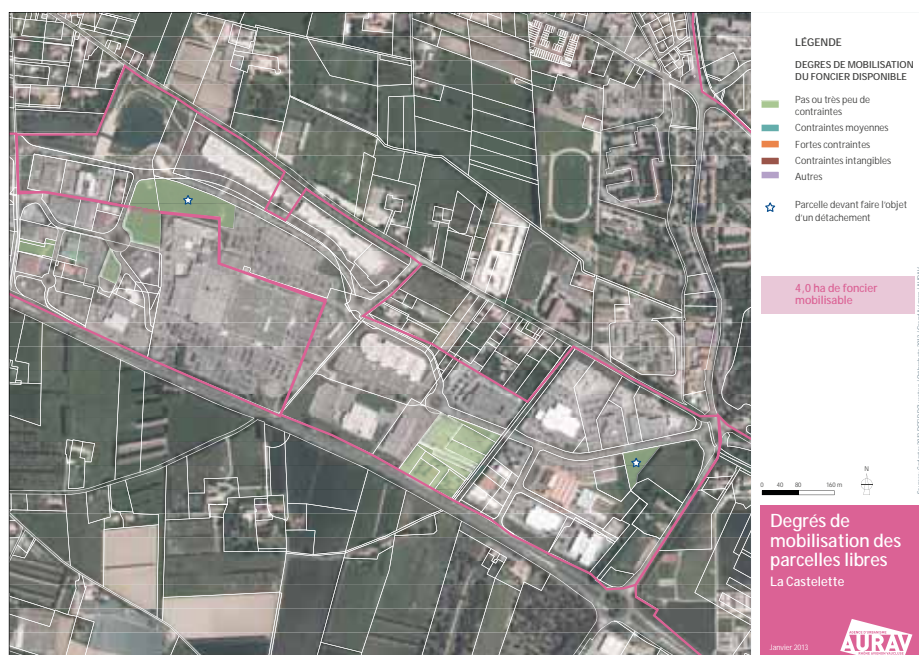 LÉGENDE
DEGRES DE MOBILISATION
DU FONCIER DISPONIBLE
Pas ou très peu de
contraintes
Contraintes moyennes
Fortes contraintes
Contraintes intangibles
Autres
Parcelle devant faire l'objet
d'un détachement
4,0 ha de foncier
mobilisable
N
0 40 80 160 m
Degrés de
mobilisation des
parcelles libres
La Castelette
Janvier 2013
AGENCE D'URBANISME
AURAV